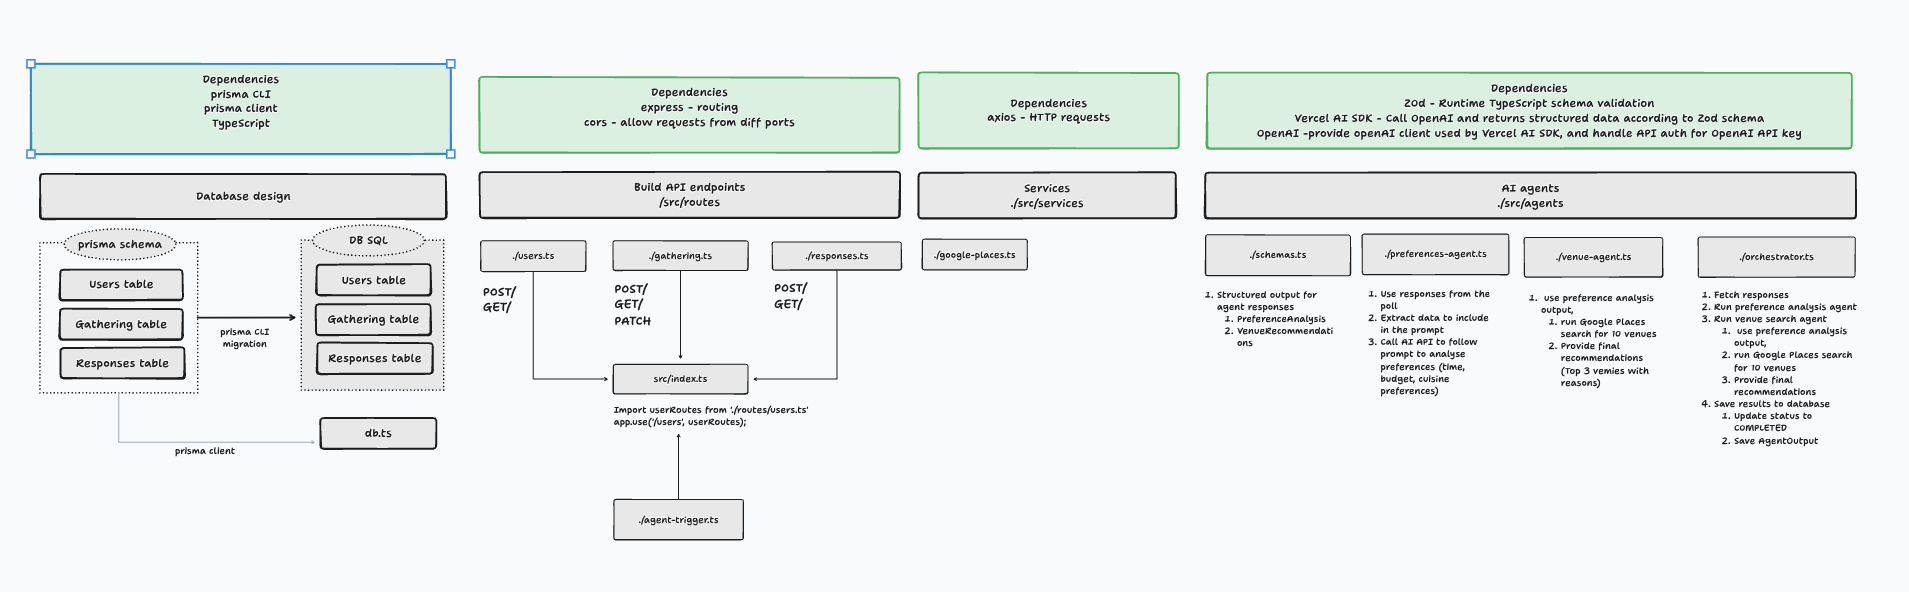 Dependencies
prisma CLI
prisma client
TypeScript
Database design
prisma schema
Users table
Gathering table
Responses table
prisma CLI
migration
DB SQL
Users table
Gathering table
Responses table
prisma client
db.ts
Dependencies
express - routing
cors - allow requests from diff ports
Build API endpoints
/src/routes
./users.ts
POST/
GET/
./gathering.ts
POST/
GET/
PATCH
./responses.ts
POST/
GET/
src/index.ts
Import userRoutes from './routes/users.ts'
app.use('/users', userRoutes);
./agent-trigger.ts
Dependencies
axios - HTTP requests
Services
./src/services
./google-places.ts
Dependencies
Zod - Runtime TypeScript schema validation
Vercel AI SDK - Call OpenAI and returns structured data according to Zod schema
OpenAI -provide openAI client used by Vercel AI SDK, and handle API auth for OpenAI API key
AI agents
./src/agents
./schemas.ts
1. Structured output for
agent responses
1. PreferenceAnalysis
2. VenueRecommendati
ons
./preferences-agent.ts
1. Use responses from the
poll
2. Extract data to include
in the prompt
3. Call AI API to follow
prompt to analyse
preferences (time,
budget, cuisine
preferences)
./venue-agent.ts
1. use preference analysis
output,
1. run Google Places
search for 10 venues
2. Provide final
recommendations
(Top 3 vemies with
reasons)
./orchestrator.ts
1. Fetch responses
2. Run preference analysis agent
3. Run venue search agent
1. use preference analysis
output,
2. run Google Places search
for 10 venues
3. Provide final
recommendations
4. Save results to database
1. Update status to
COMPLETED
2. Save AgentOutput